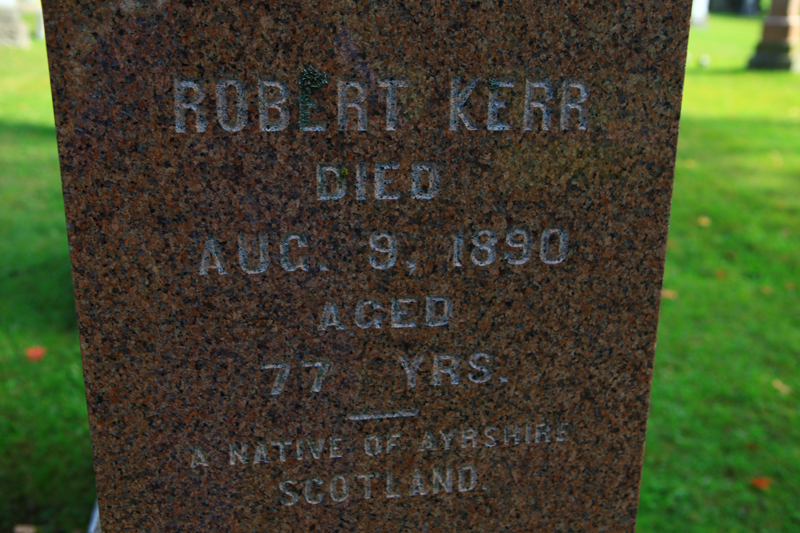 ROBERT KERR
DIED
AUG. 9, 1890
AGED
77 YRS.
A NATIVE OF AYRSHIRE
SCOTLAND.